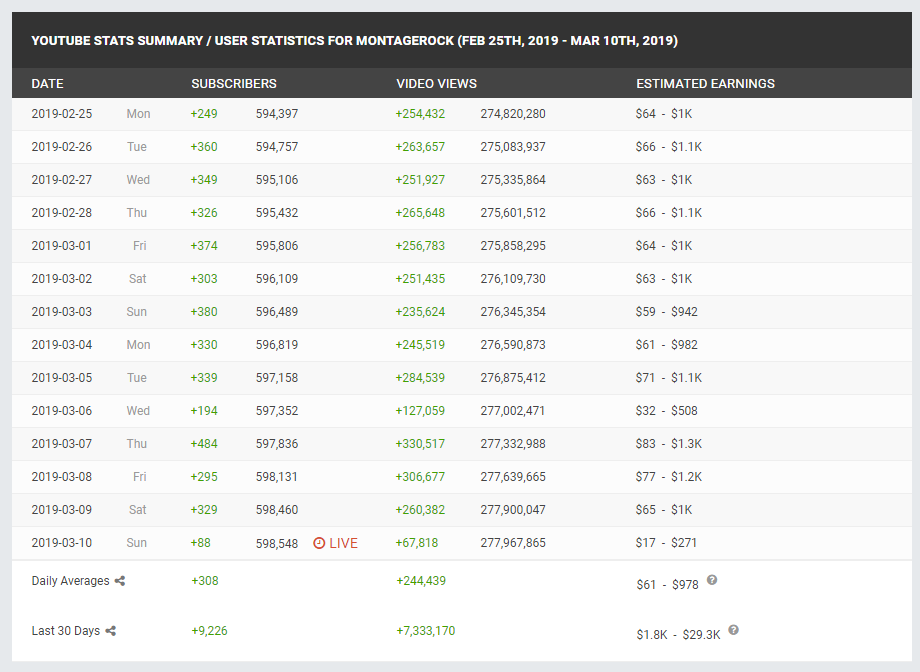 YOUTUBE STATS SUMMARY / USER STATISTICS FOR MONTAGEROCK (FEB 25TH, 2019 - MAR 10TH, 2019)
DATE SUBSCRIBERS VIDEO VIEWS ESTIMATED EARNINGS
2019-02-25 Mon +249 594,397 +254,432 274,820,280 $64 - $1K
2019-02-26 Tue +360 594,757 +263,657 275,083,937 $66 - $1.1K
2019-02-27 Wed +349 595,106 +251,927 275,335,864 $63 - $1K
2019-02-28 Thu +326 595,432 +265,648 275,601,512 $66 - $1.1K
2019-03-01 Fri +374 595,806 +256,783 275,858,295 $64 - $1K
2019-03-02 Sat +303 596,109 +251,435 276,109,730 $63 - $1K
2019-03-03 Sun +380 596,489 +235,624 276,345,354 $59 - $942
2019-03-04 Mon +330 596,819 +245,519 276,590,873 $61 - $982
2019-03-05 Tue +339 597,158 +284,539 276,875,412 $71 - $1.1K
2019-03-06 Wed +194 597,352 +127,059 277,002,471 $32 - $508
2019-03-07 Thu +484 597,836 +330,517 277,332,988 $83 - $1.3K
2019-03-08 Fri +295 598,131 +306,677 277,639,665 $77 - $1.2K
2019-03-09 Sat +329 598,460 +260,382 277,900,047 $65 - $1K
2019-03-10 Sun +88 598,548 LIVE +67,818 277,967,865 $17 - $271
Daily Averages +308 +244,439 $61 - $978 ?
Last 30 Days +9,226 +7,333,170 $1.8K - $29.3K ?